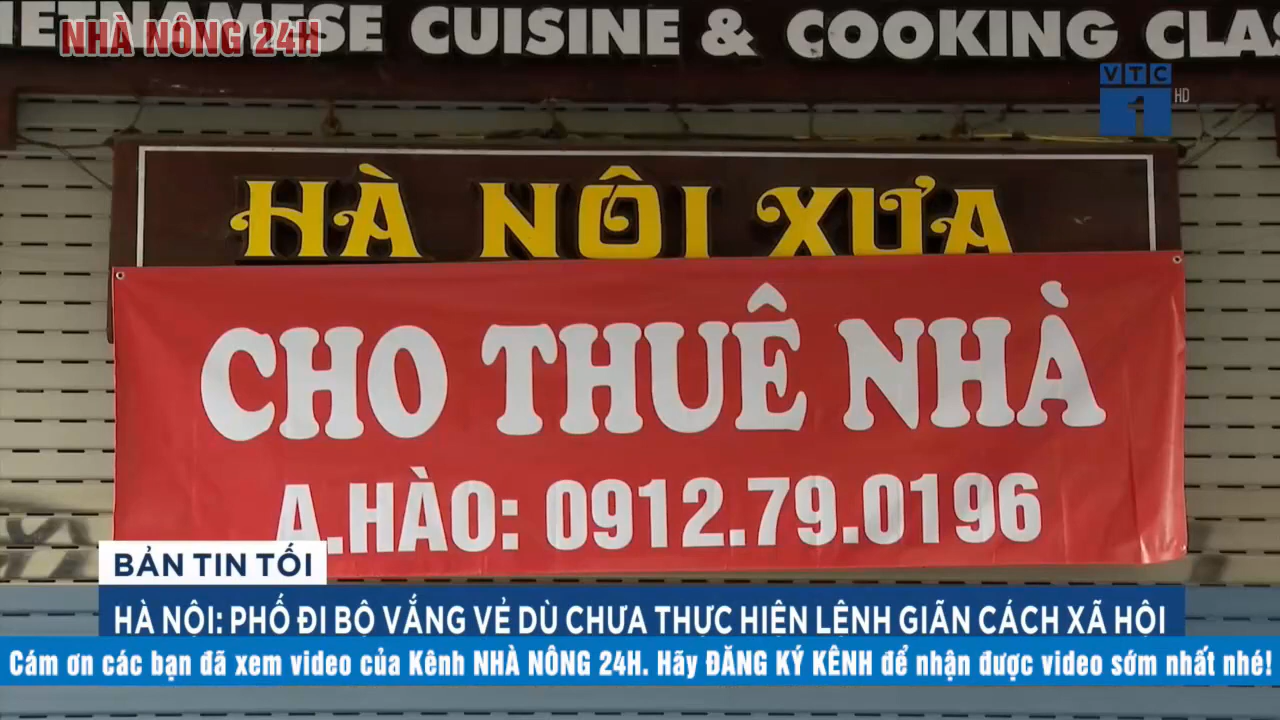 VIETNAMESE CUISINE & COOKING CLAS
NHÀ NÔNG 24H
VTC
1
HD
HÀ NỘI XƯA
CHO THUÊ NHÀ
A.HÀO: 0912.79.0196
BẢN TIN TỐI
HÀ NỘI: PHỐ ĐI BỘ VẮNG VẺ DÙ CHƯA THỰC HIỆN LỆNH GIÃN CÁCH XÃ HỘI
Cám ơn các bạn đã xem video của Kênh NHÀ NÔNG 24H. Hãy ĐĂNG KÝ KÊNH để nhận được video sớm nhất nhé!